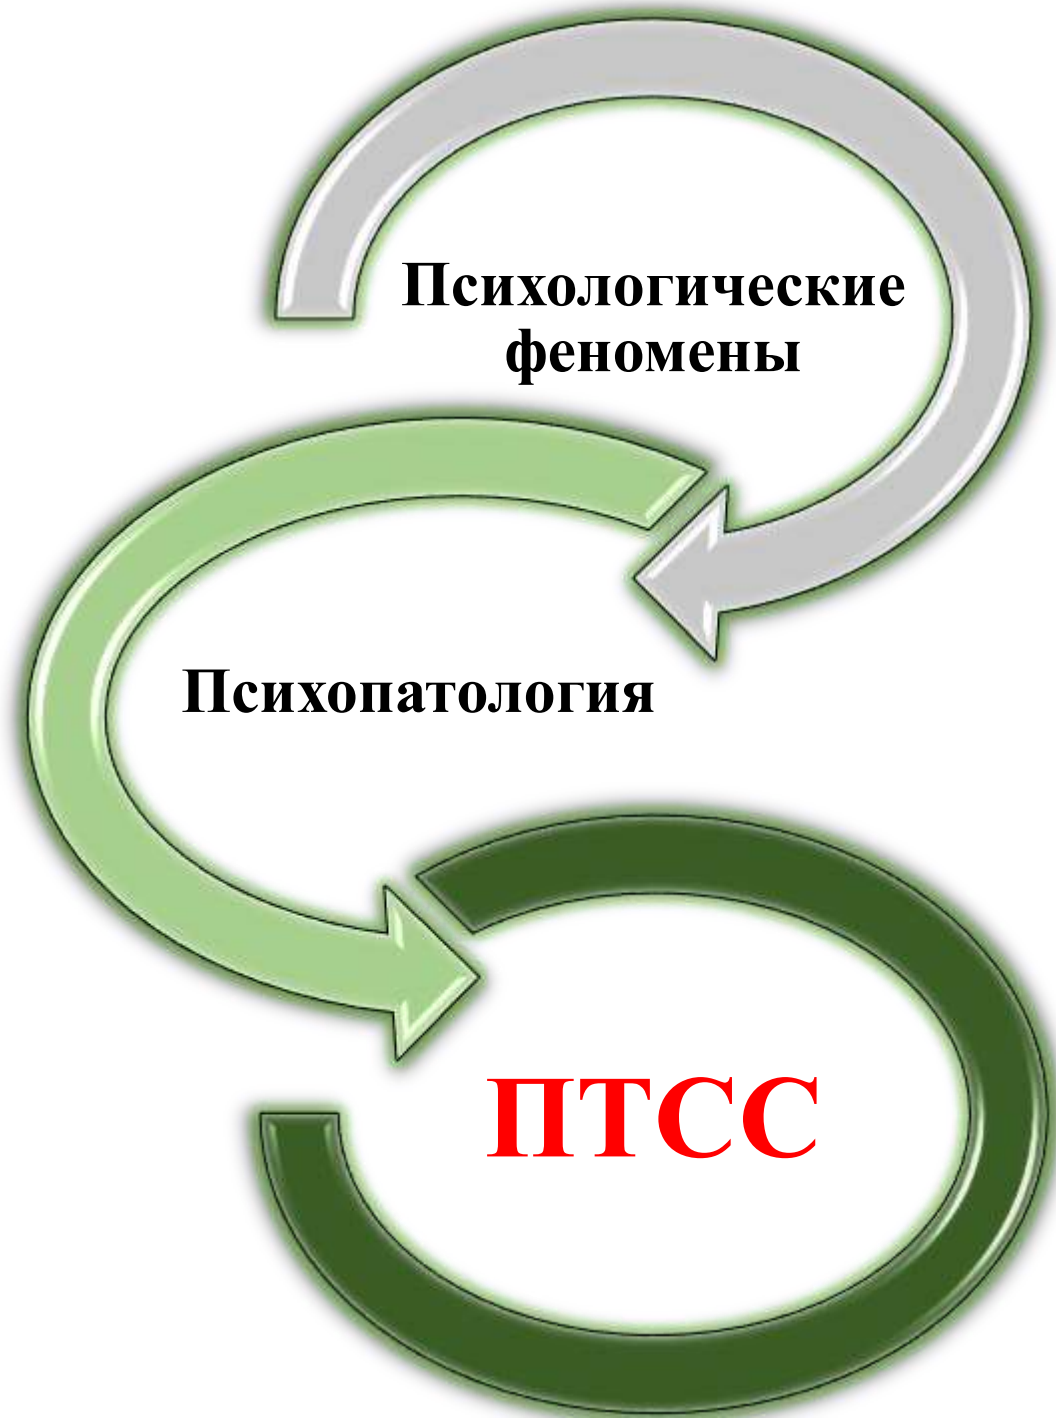 Психологические
феномены
Психопатология
ПТСС